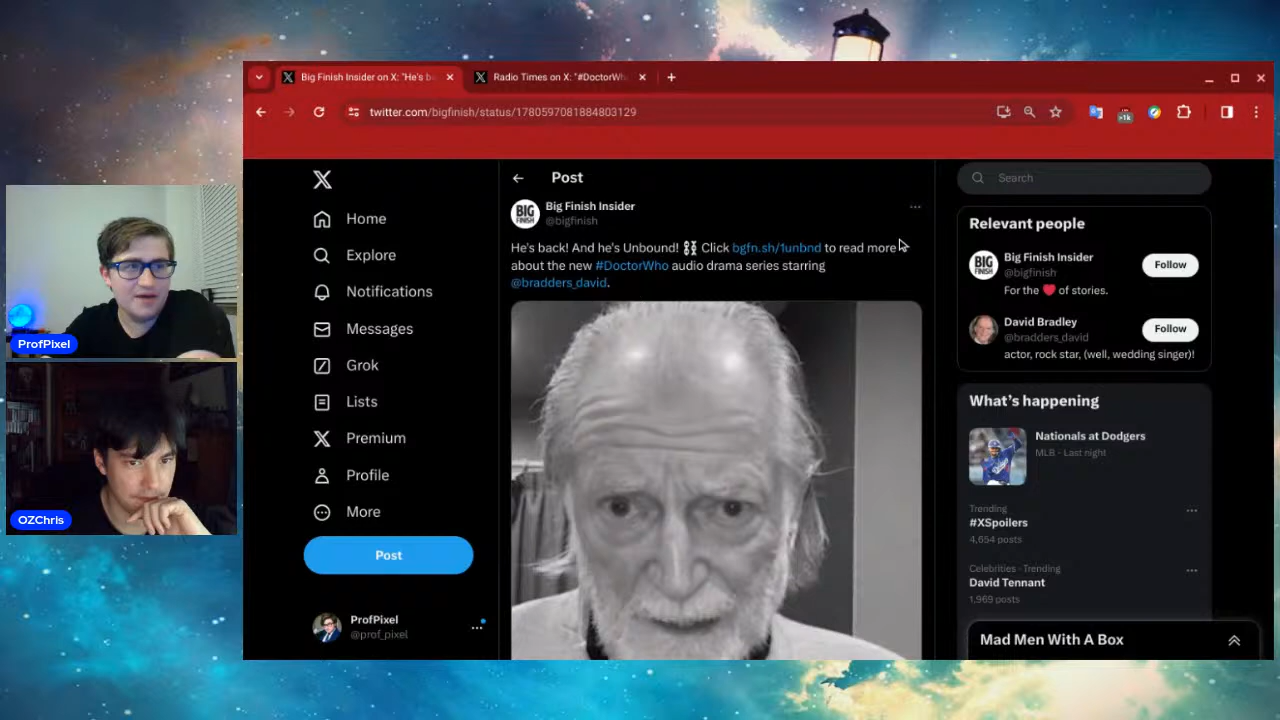 Big Finish Insider on X: "He's b
Radio Times on X: "#DoctorWh
twitter.com/bigfinish/status/1780597081884803129
>1k
Post
Search
BIG FINISH
Big Finish Insider
@bigfinish
He's back! And he's Unbound! ⛓ Click bgfn.sh/1unbnd to read more
about the new #DoctorWho audio drama series starring
@bradders_david.
Home
Explore
Notifications
Messages
Grok
Lists
Premium
Profile
More
Post
ProfPixel
@prof_pixel
Relevant people
BIG FINISH
Big Finish Insider
@bigfinish
Follow
For the ❤️ of stories.
David Bradley
@bradders_david
Follow
actor, rock star, (well, wedding singer)!
What's happening
Nationals at Dodgers
MLB · Last night
Trending
#XSpoilers
4,654 posts
Celebrities · Trending
David Tennant
1,969 posts
Mad Men With A Box
ProfPixel
OZChris